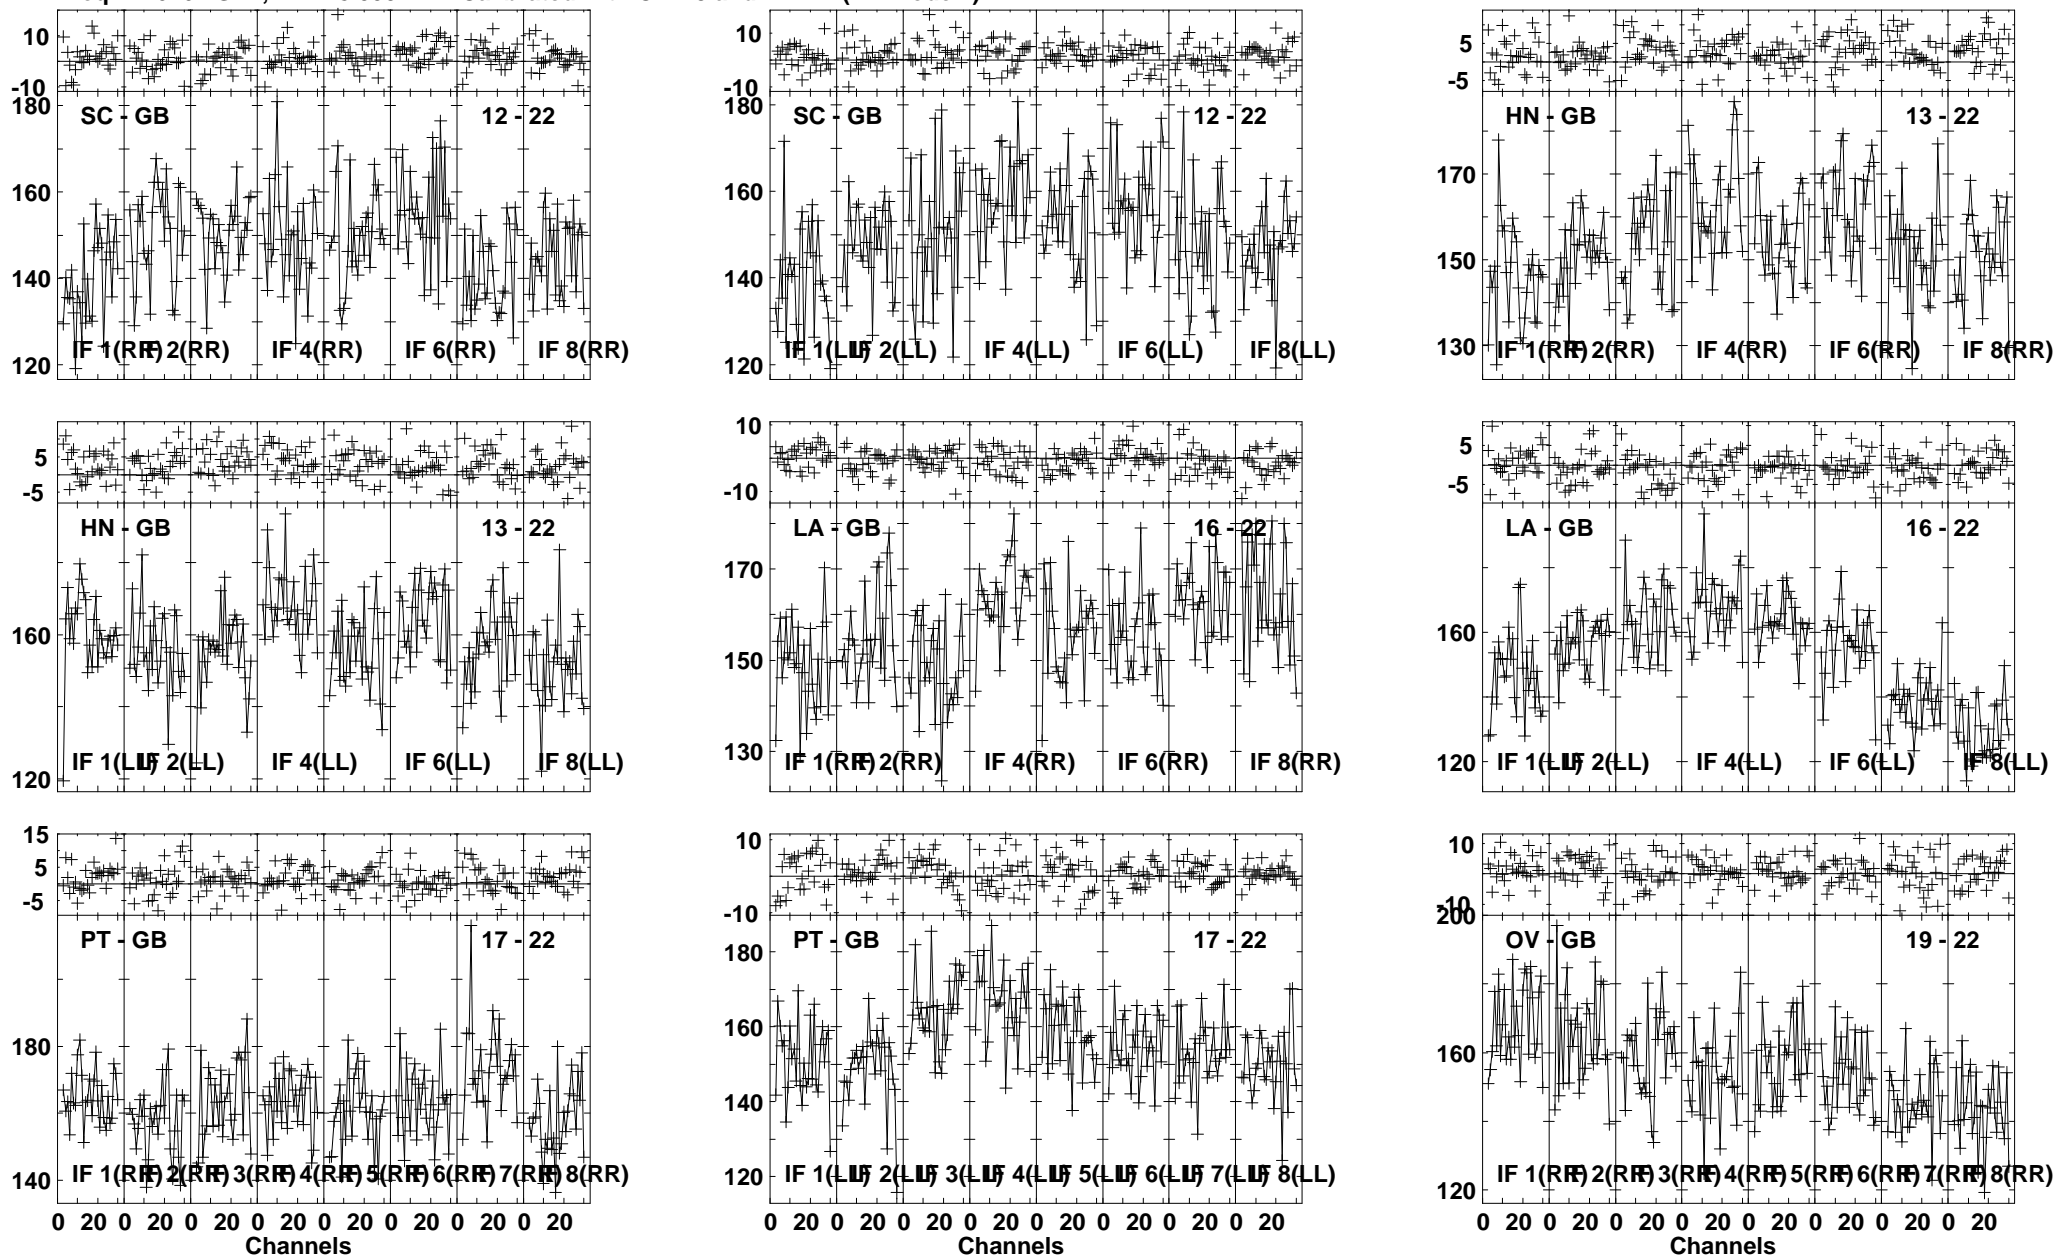 10
-10
180
SC - GB
12 - 22
160
140
120
IF 1(RR)
IF 2(RR)
IF 4(RR)
IF 6(RR)
IF 8(RR)
10
-10
180
SC - GB
12 - 22
160
140
120
IF 1(LL)
IF 2(LL)
IF 4(LL)
IF 6(LL)
IF 8(LL)
5
-5
HN - GB
13 - 22
170
150
130
IF 1(RR)
IF 2(RR)
IF 4(RR)
IF 6(RR)
IF 8(RR)
5
-5
HN - GB
13 - 22
160
120
IF 1(LL)
IF 2(LL)
IF 4(LL)
IF 6(LL)
IF 8(LL)
10
-10
LA - GB
16 - 22
170
150
130
IF 1(RR)
IF 2(RR)
IF 4(RR)
IF 6(RR)
IF 8(RR)
5
-5
LA - GB
16 - 22
160
120
IF 1(LL)
IF 2(LL)
IF 4(LL)
IF 6(LL)
IF 8(LL)
15
5
-5
PT - GB
17 - 22
180
140
IF 1(RR)
IF 2(RR)
IF 3(RR)
IF 4(RR)
IF 5(RR)
IF 6(RR)
IF 7(RR)
IF 8(RR)
0 20 0 20 0 20 0 20 0 20 0 20 0 20 0 20
Channels
10
-10
PT - GB
17 - 22
180
160
140
120
IF 1(LL)
IF 2(LL)
IF 3(LL)
IF 4(LL)
IF 5(LL)
IF 6(LL)
IF 7(LL)
IF 8(LL)
0 20 0 20 0 20 0 20 0 20 0 20 0 20 0 20
Channels
10
-10
200
OV - GB
19 - 22
160
120
IF 1(RR)
IF 2(RR)
IF 3(RR)
IF 4(RR)
IF 5(RR)
IF 6(RR)
IF 7(RR)
IF 8(RR)
0 20 0 20 0 20 0 20 0 20 0 20 0 20 0 20
Channels